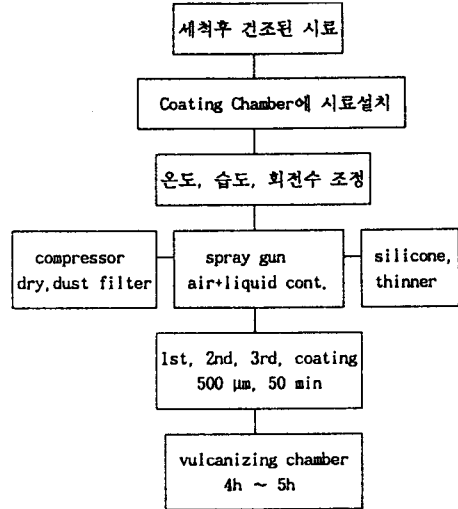 세척후 건조된 시료
Coating Chamber에 시료설치
온도, 습도, 회전수 조정
compressor
dry,dust filter
spray gun
air+liquid cont.
silicone,
thinner
1st, 2nd, 3rd, coating
500 μm, 50 min
vulcanizing chamber
4h ~ 5h